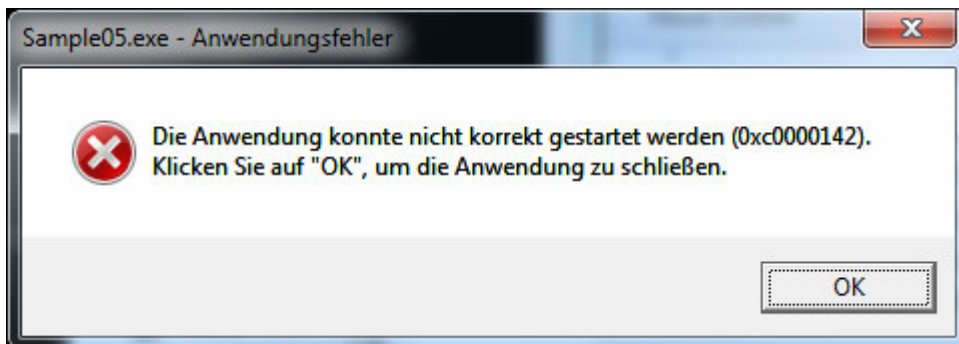 Sample05.exe - Anwendungsfehler
Die Anwendung konnte nicht korrekt gestartet werden (0xc0000142).
Klicken Sie auf "OK", um die Anwendung zu schließen.
OK